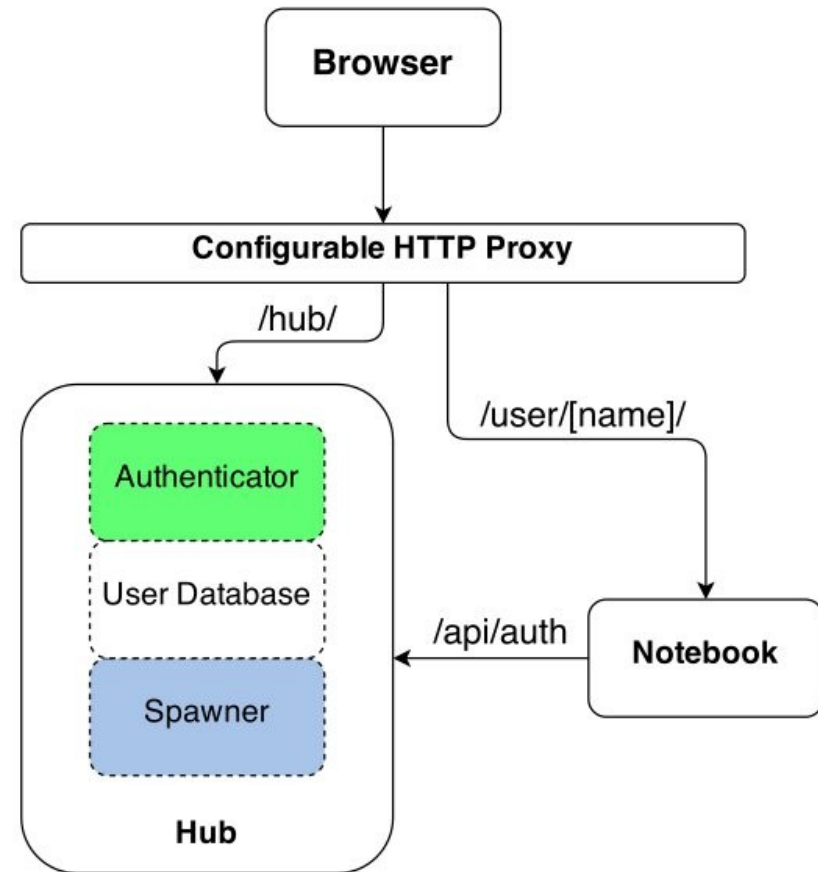 Browser
Configurable HTTP Proxy
/hub/
/user/[name]/
Authenticator
User Database
/api/auth
Notebook
Spawner
Hub